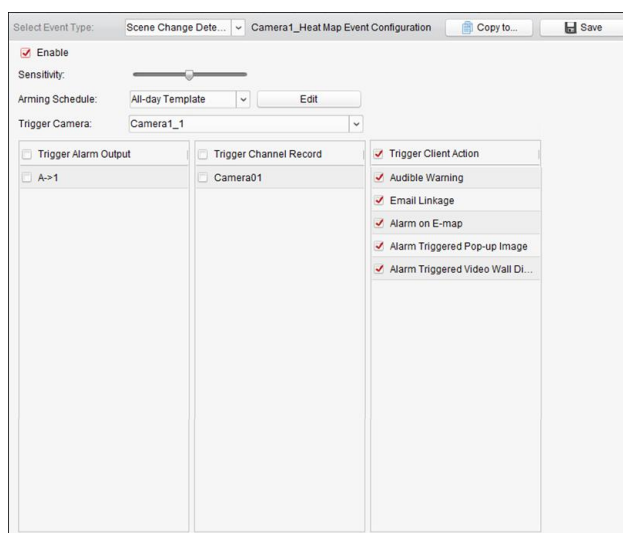 Select Event Type: Scene Change Dete... Camera1_Heat Map Event Configuration Copy to... Save
Enable
Sensitivity:
Arming Schedule: All-day Template Edit
Trigger Camera: Camera1_1
Trigger Alarm Output Trigger Channel Record Trigger Client Action
A->1 Camera01 Audible Warning
Email Linkage
Alarm on E-map
Alarm Triggered Pop-up Image
Alarm Triggered Video Wall Di...